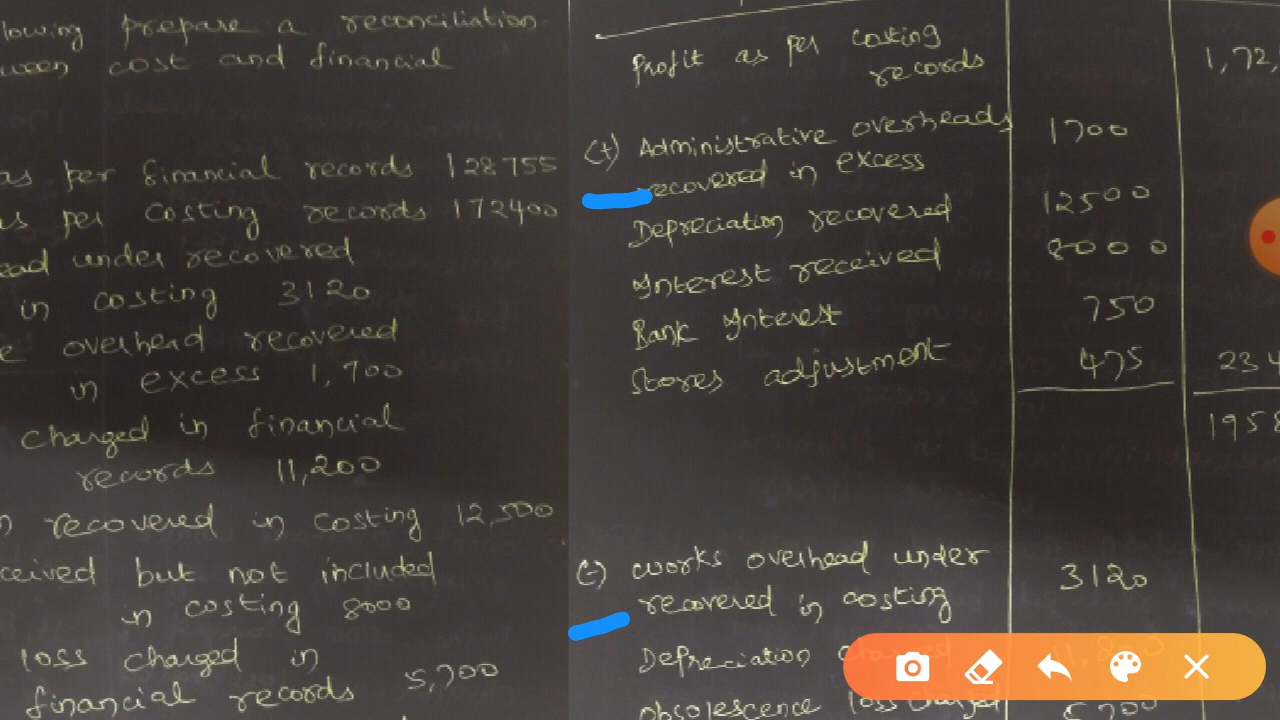 lowing prepare a reconciliation
ween cost and financial
as per financial records 128755
as per costing records 172400
ead under recovered
in costing 3120
e overhead recovered
in excess 1,700
charged in financial
records 11,200
n recovered in costing 12,500
ceived but not included
in costing 8000
loss charged in
financial records 5,700
Profit as per costing
records 1,72,
(+) Administrative overheads 1700
recovered in excess
Depreciation recovered 12500
Interest received 8000
Bank Interest 750
Stores adjustment 475 234
1958
(-) works overhead under
recovered in costing 3120
Depreciation
obsolescence loss charged 5700